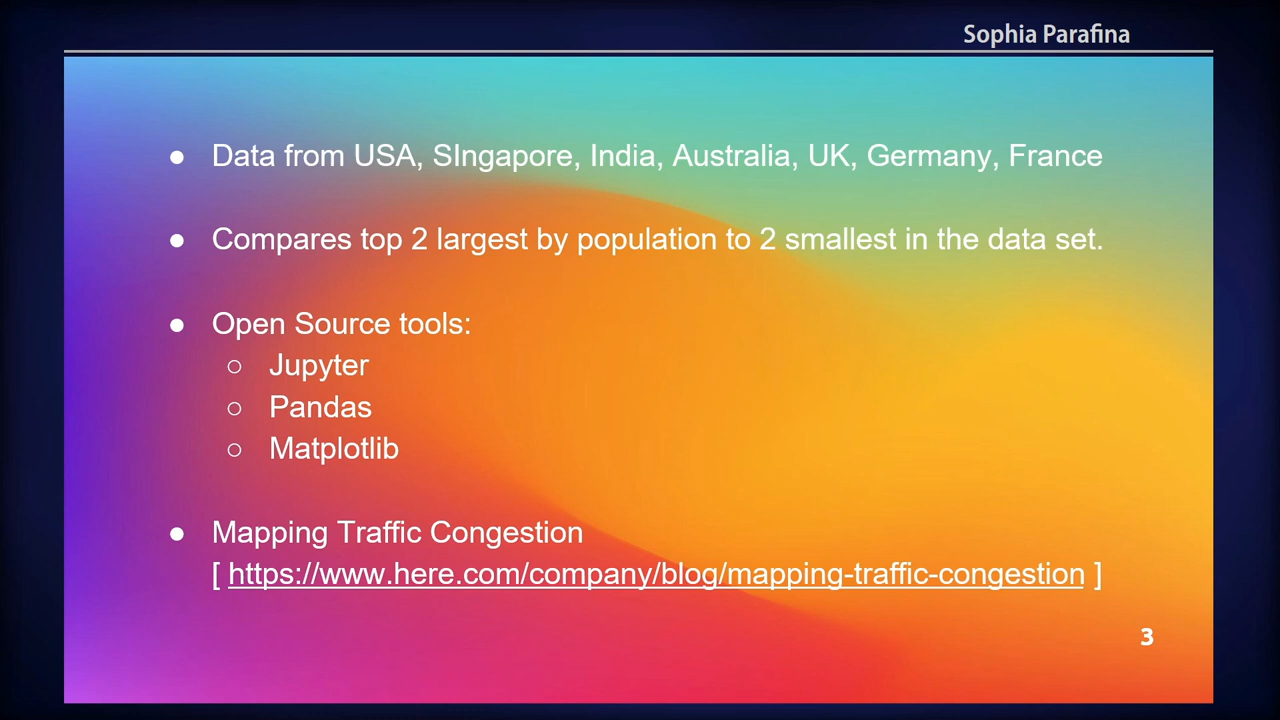 Sophia Parafina
● Data from USA, SIngapore, India, Australia, UK, Germany, France
● Compares top 2 largest by population to 2 smallest in the data set.
● Open Source tools:
○ Jupyter
○ Pandas
○ Matplotlib
● Mapping Traffic Congestion
[ https://www.here.com/company/blog/mapping-traffic-congestion ]
3